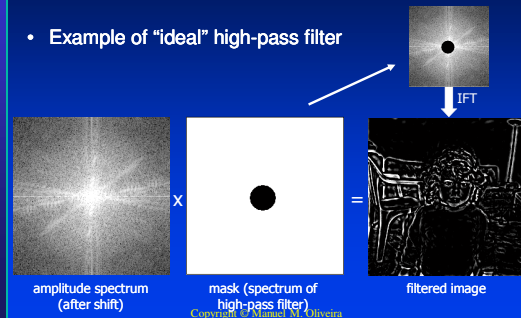 • Example of “ideal” high-pass filter
IFT
x
=
amplitude spectrum
(after shift)
mask (spectrum of
high-pass filter)
filtered image
Copyright © Manuel M. Oliveira